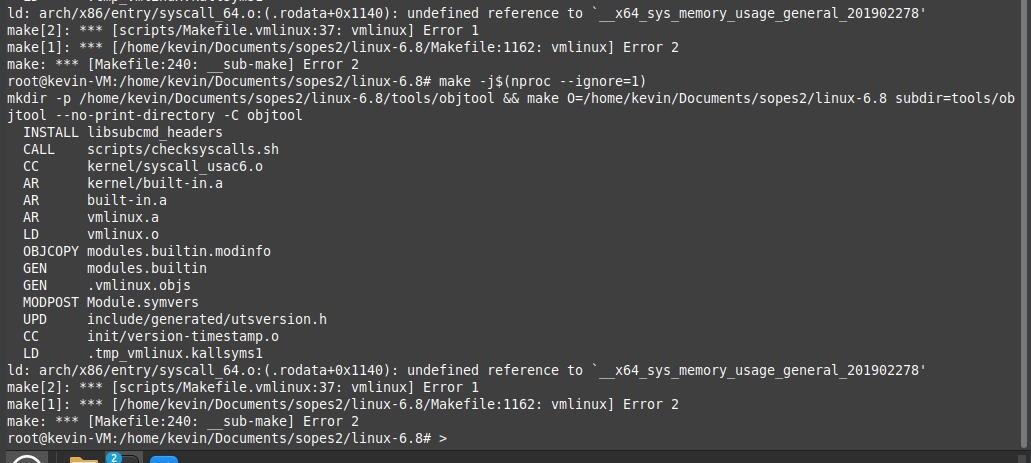 ld: arch/x86/entry/syscall_64.o:(.rodata+0x1140): undefined reference to `__x64_sys_memory_usage_general_201902278'
make[2]: *** [scripts/Makefile.vmlinux:37: vmlinux] Error 1
make[1]: *** [/home/kevin/Documents/sopes2/linux-6.8/Makefile:1162: vmlinux] Error 2
make: *** [Makefile:240: __sub-make] Error 2
root@kevin-VM:/home/kevin/Documents/sopes2/linux-6.8# make -j$(nproc --ignore=1)
mkdir -p /home/kevin/Documents/sopes2/linux-6.8/tools/objtool && make O=/home/kevin/Documents/sopes2/linux-6.8 subdir=tools/ob
jtool --no-print-directory -C objtool
  INSTALL libsubcmd_headers
  CALL    scripts/checksyscalls.sh
  CC      kernel/syscall_usac6.o
  AR      kernel/built-in.a
  AR      built-in.a
  AR      vmlinux.a
  LD      vmlinux.o
  OBJCOPY modules.builtin.modinfo
  GEN     modules.builtin
  GEN     .vmlinux.objs
  MODPOST Module.symvers
  UPD     include/generated/utsversion.h
  CC      init/version-timestamp.o
  LD      .tmp_vmlinux.kallsyms1
ld: arch/x86/entry/syscall_64.o:(.rodata+0x1140): undefined reference to `__x64_sys_memory_usage_general_201902278'
make[2]: *** [scripts/Makefile.vmlinux:37: vmlinux] Error 1
make[1]: *** [/home/kevin/Documents/sopes2/linux-6.8/Makefile:1162: vmlinux] Error 2
make: *** [Makefile:240: __sub-make] Error 2
root@kevin-VM:/home/kevin/Documents/sopes2/linux-6.8# >
2